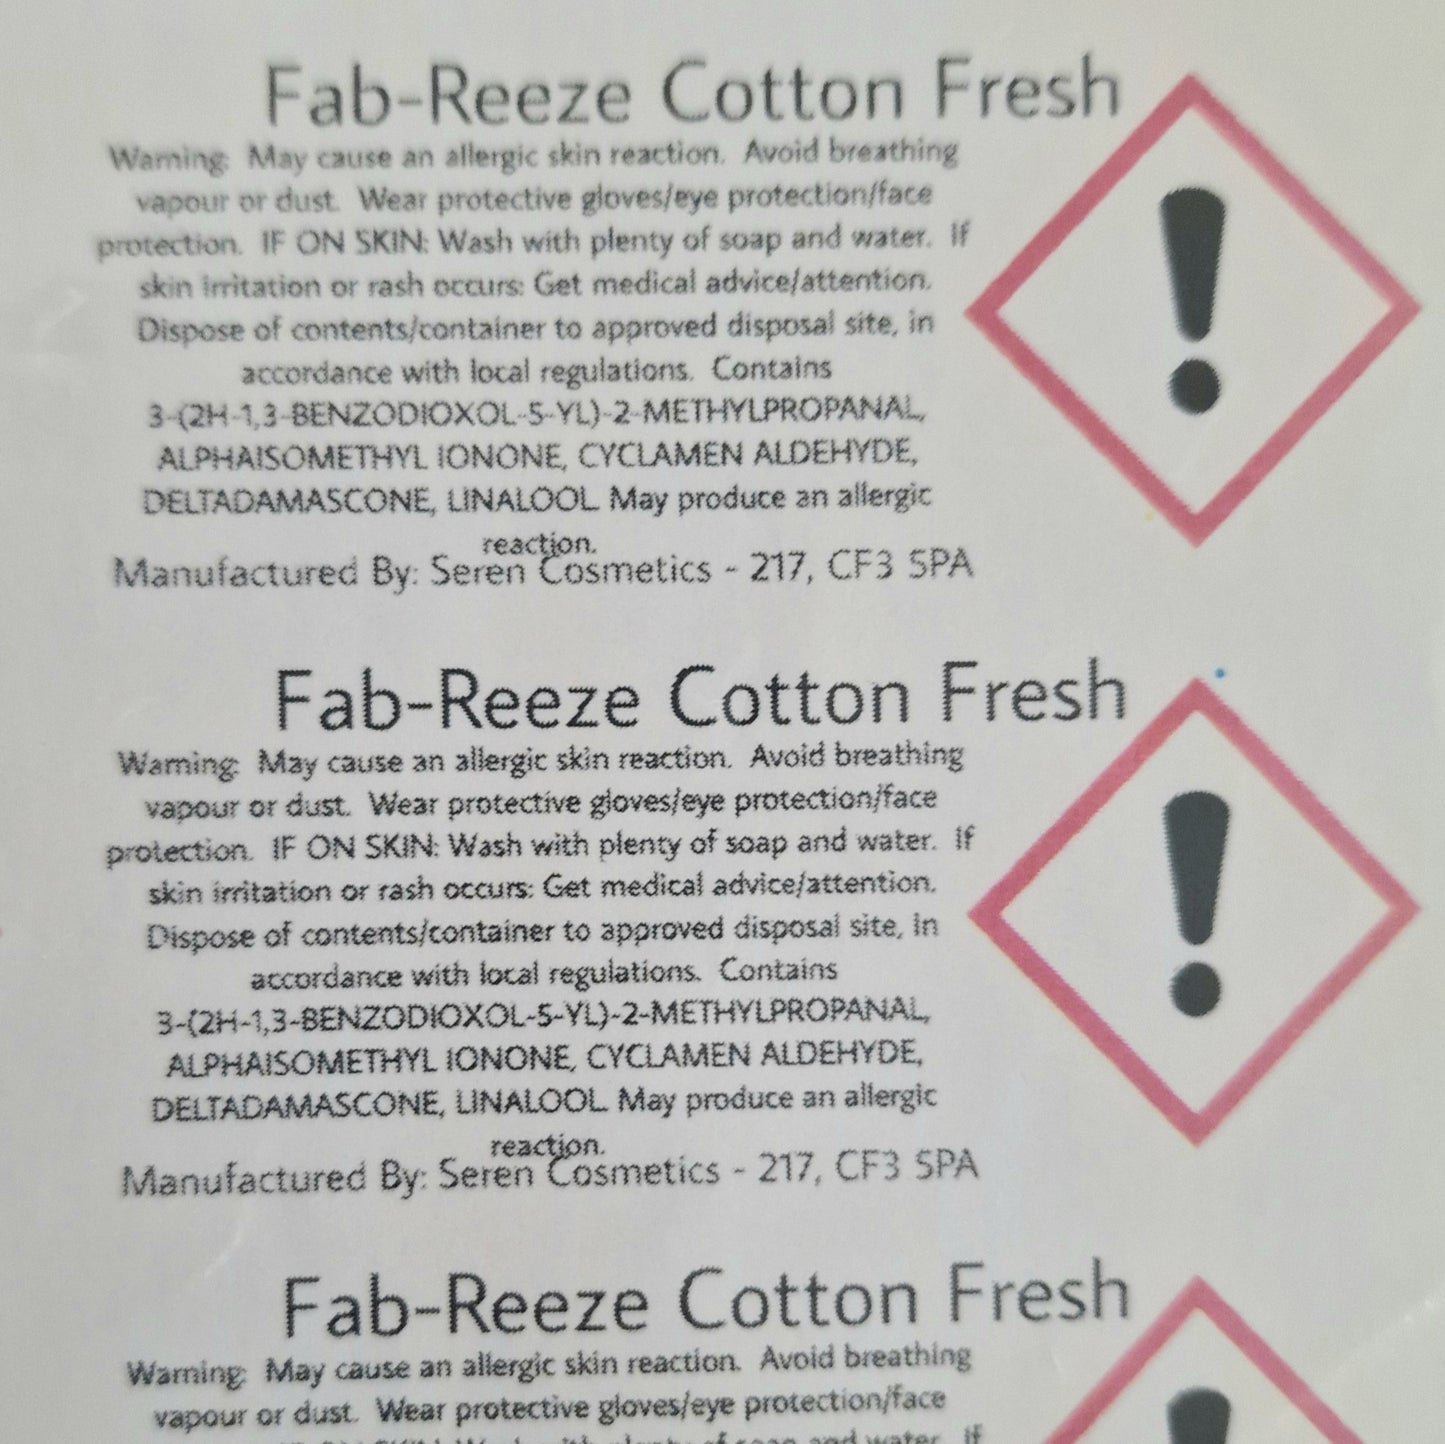 Fab-Reeze Cotton Fresh
Warning: May cause an allergic skin reaction. Avoid breathing
vapour or dust. Wear protective gloves/eye protection/face
protection. IF ON SKIN: Wash with plenty of soap and water. If
skin irritation or rash occurs: Get medical advice/attention.
Dispose of contents/container to approved disposal site, in
accordance with local regulations. Contains
3-(2H-1,3-BENZODIOXOL-5-YL)-2-METHYLPROPANAL,
ALPHAISOMETHYL IONONE, CYCLAMEN ALDEHYDE,
DELTADAMASCONE, LINALOOL. May produce an allergic
reaction.
Manufactured By: Seren Cosmetics - 217, CF3 5PA
Fab-Reeze Cotton Fresh
Warning: May cause an allergic skin reaction. Avoid breathing
vapour or dust. Wear protective gloves/eye protection/face
protection. IF ON SKIN: Wash with plenty of soap and water. If
skin irritation or rash occurs: Get medical advice/attention.
Dispose of contents/container to approved disposal site, in
accordance with local regulations. Contains
3-(2H-1,3-BENZODIOXOL-5-YL)-2-METHYLPROPANAL,
ALPHAISOMETHYL IONONE, CYCLAMEN ALDEHYDE,
DELTADAMASCONE, LINALOOL. May produce an allergic
reaction.
Manufactured By: Seren Cosmetics - 217, CF3 5PA
Fab-Reeze Cotton Fresh
Warning: May cause an allergic skin reaction. Avoid breathing
vapour or dust. Wear protective gloves/eye protection/face
with plenty of soap and water. If